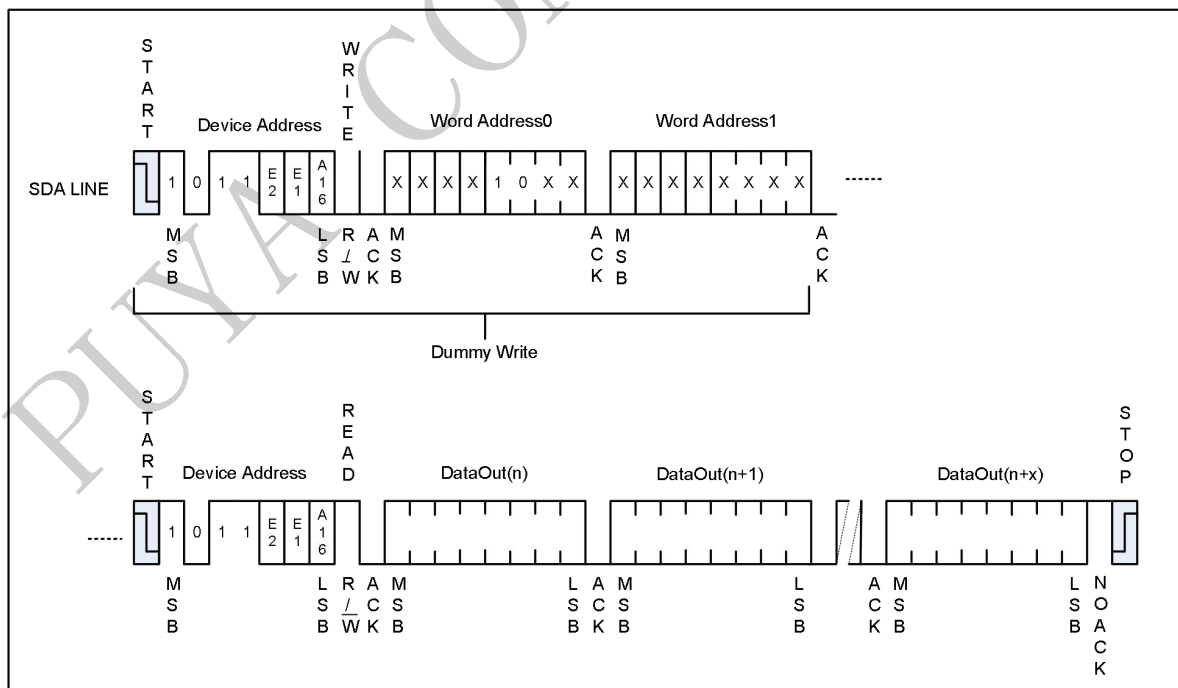 PUYA CO
START
WRITE
Device Address
Word Address0
Word Address1
SDA LINE
1 0 1 1 E2 E1 A16
X X X X 1 0 X X
X X X X X X X X
......
MSB
LSB
R/W
ACK
MSB
ACK
MSB
ACK
Dummy Write
START
READ
STOP
Device Address
DataOut(n)
DataOut(n+1)
DataOut(n+x)
......
1 0 1 1 E2 E1 A16
MSB
LSB
R/W
ACK
MSB
LSB
ACK
MSB
LSB
ACK
MSB
LSB
NOACK